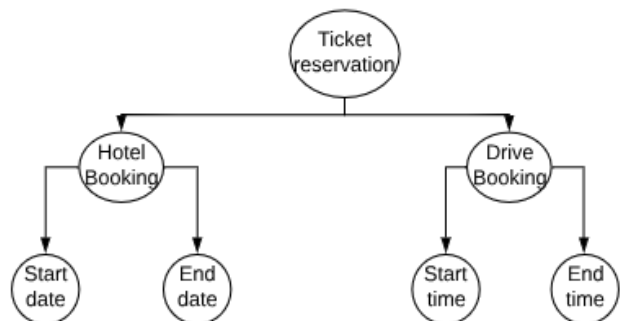 Ticket
reservation
Hotel
Booking
Drive
Booking
Start
date
End
date
Start
time
End
time